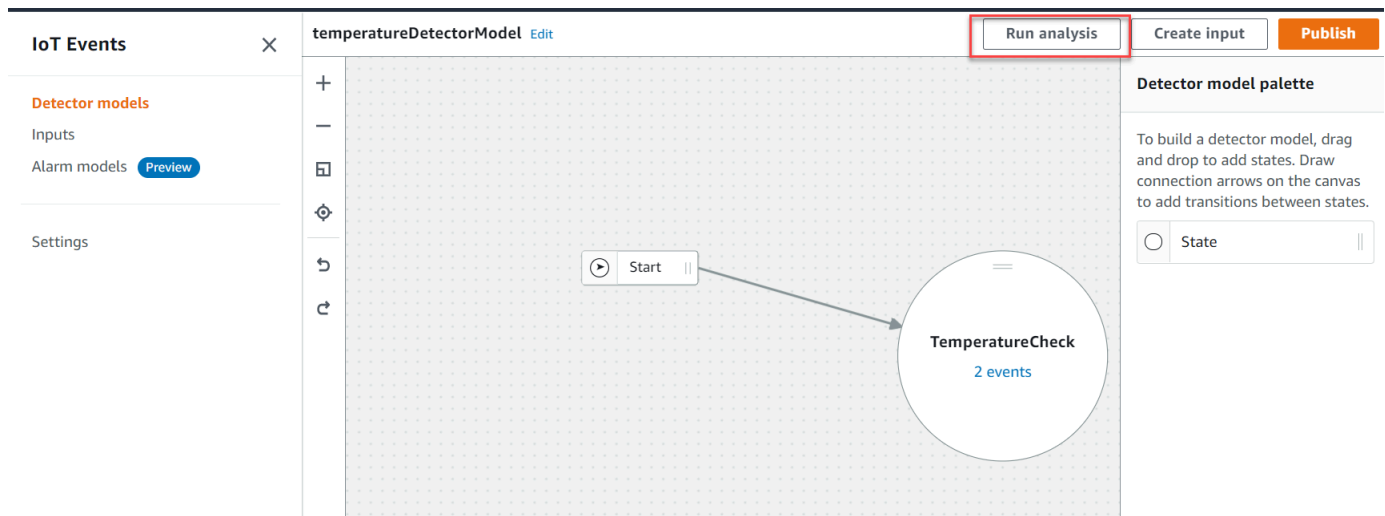 IoT Events
Detector models
Inputs
Alarm models Preview
Settings
temperatureDetectorModel Edit
Run analysis
Create input
Publish
Start
TemperatureCheck
2 events
Detector model palette
To build a detector model, drag
and drop to add states. Draw
connection arrows on the canvas
to add transitions between states.
State